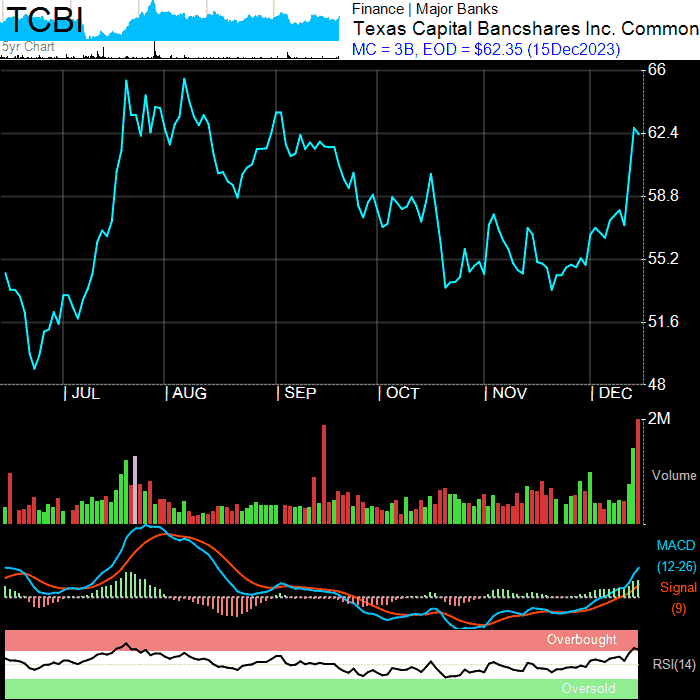 TCBI
5yr Chart
Finance | Major Banks
Texas Capital Bancshares Inc. Common
MC = 3B, EOD = $62.35 (15Dec2023)
66
62.4
58.8
55.2
51.6
48
| JUL | AUG | SEP | OCT | NOV | DEC
2M
Volume
MACD
(12-26)
Signal
(9)
Overbought
RSI(14)
Oversold